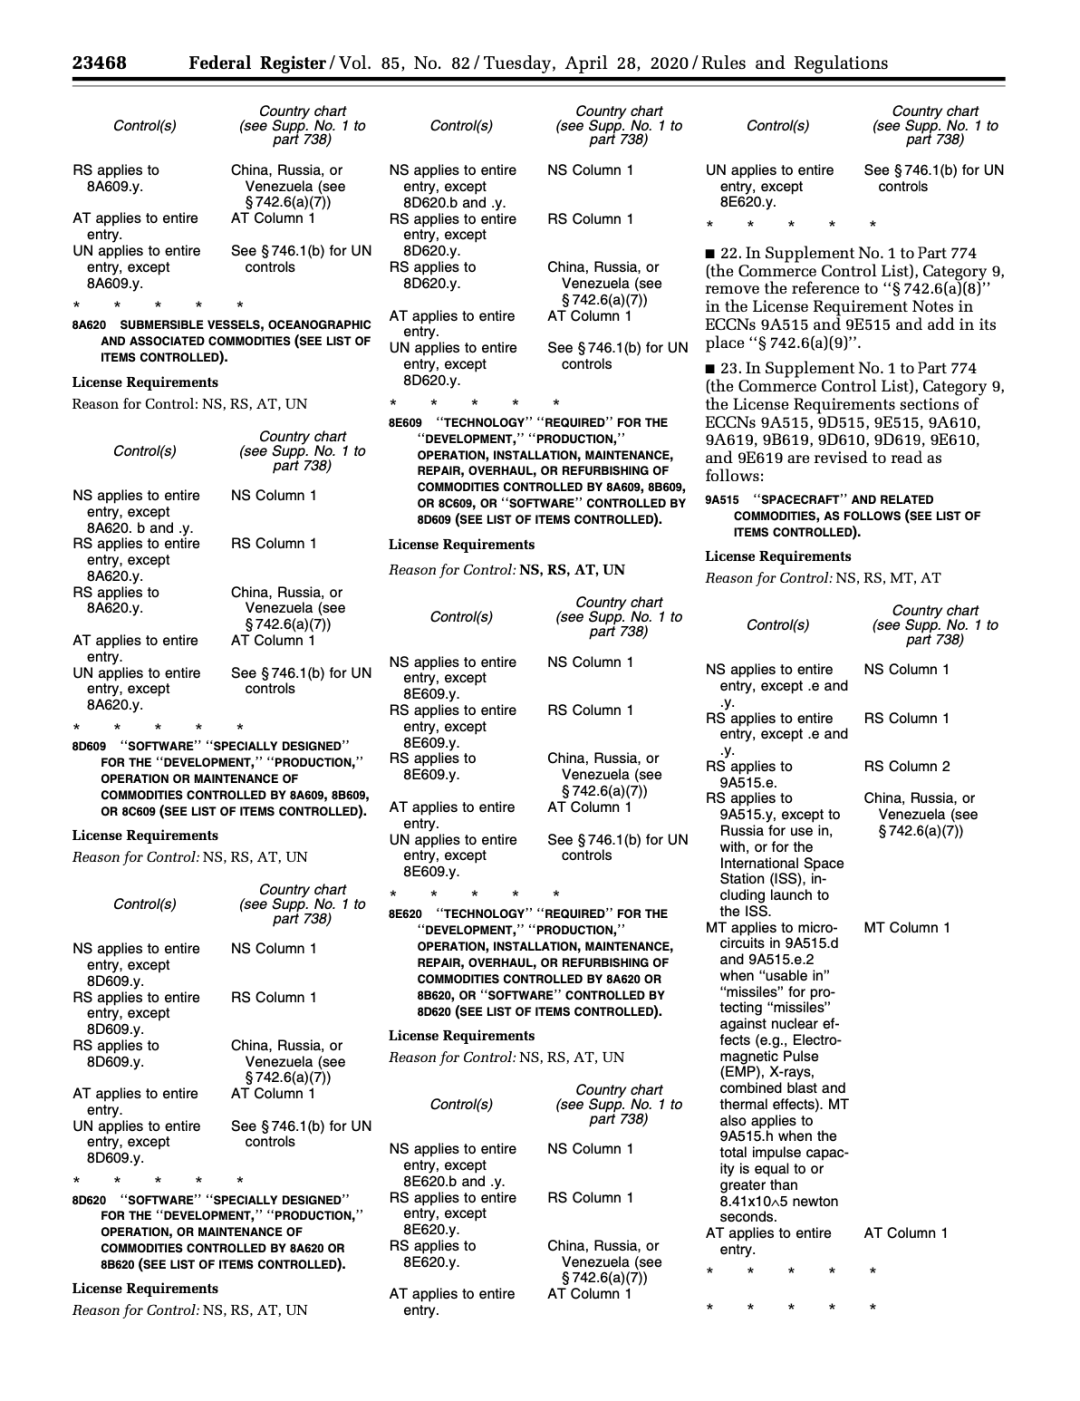 23468 Federal Register / Vol. 85, No. 82 / Tuesday, April 28, 2020 / Rules and Regulations
Control(s) Country chart
(see Supp. No. 1 to
part 738)
RS applies to China, Russia, or
8A609.y. Venezuela (see
§ 742.6(a)(7))
AT applies to entire AT Column 1
entry.
UN applies to entire See § 746.1(b) for UN
entry, except controls
8A609.y.
* * * * *
8A620 SUBMERSIBLE VESSELS, OCEANOGRAPHIC
AND ASSOCIATED COMMODITIES (SEE LIST OF
ITEMS CONTROLLED).
License Requirements
Reason for Control: NS, RS, AT, UN
Control(s) Country chart
(see Supp. No. 1 to
part 738)
NS applies to entire NS Column 1
entry, except
8A620. b and .y.
RS applies to entire RS Column 1
entry, except
8A620.y.
RS applies to China, Russia, or
8A620.y. Venezuela (see
§ 742.6(a)(7))
AT applies to entire AT Column 1
entry.
UN applies to entire See § 746.1(b) for UN
entry, except controls
8A620.y.
* * * * *
8D609 ‘‘SOFTWARE’’ ‘‘SPECIALLY DESIGNED’’
FOR THE ‘‘DEVELOPMENT,’’ ‘‘PRODUCTION,’’
OPERATION OR MAINTENANCE OF
COMMODITIES CONTROLLED BY 8A609, 8B609,
OR 8C609 (SEE LIST OF ITEMS CONTROLLED).
License Requirements
Reason for Control: NS, RS, AT, UN
Control(s) Country chart
(see Supp. No. 1 to
part 738)
NS applies to entire NS Column 1
entry, except
8D609.y.
RS applies to entire RS Column 1
entry, except
8D609.y.
RS applies to China, Russia, or
8D609.y. Venezuela (see
§ 742.6(a)(7))
AT applies to entire AT Column 1
entry.
UN applies to entire See § 746.1(b) for UN
entry, except controls
8D609.y.
* * * * *
8D620 ‘‘SOFTWARE’’ ‘‘SPECIALLY DESIGNED’’
FOR THE ‘‘DEVELOPMENT,’’ ‘‘PRODUCTION,’’
OPERATION, OR MAINTENANCE OF
COMMODITIES CONTROLLED BY 8A620 OR
8B620 (SEE LIST OF ITEMS CONTROLLED).
License Requirements
Reason for Control: NS, RS, AT, UN
Control(s) Country chart
(see Supp. No. 1 to
part 738)
NS applies to entire NS Column 1
entry, except
8D620.b and .y.
RS applies to entire RS Column 1
entry, except
8D620.y.
RS applies to China, Russia, or
8D620.y. Venezuela (see
§ 742.6(a)(7))
AT applies to entire AT Column 1
entry.
UN applies to entire See § 746.1(b) for UN
entry, except controls
8D620.y.
* * * * *
8E609 ‘‘TECHNOLOGY’’ ‘‘REQUIRED’’ FOR THE
‘‘DEVELOPMENT,’’ ‘‘PRODUCTION,’’
OPERATION, INSTALLATION, MAINTENANCE,
REPAIR, OVERHAUL, OR REFURBISHING OF
COMMODITIES CONTROLLED BY 8A609, 8B609,
OR 8C609, OR ‘‘SOFTWARE’’ CONTROLLED BY
8D609 (SEE LIST OF ITEMS CONTROLLED).
License Requirements
Reason for Control: NS, RS, AT, UN
Control(s) Country chart
(see Supp. No. 1 to
part 738)
NS applies to entire NS Column 1
entry, except
8E609.y.
RS applies to entire RS Column 1
entry, except
8E609.y.
RS applies to China, Russia, or
8E609.y. Venezuela (see
§ 742.6(a)(7))
AT applies to entire AT Column 1
entry.
UN applies to entire See § 746.1(b) for UN
entry, except controls
8E609.y.
* * * * *
8E620 ‘‘TECHNOLOGY’’ ‘‘REQUIRED’’ FOR THE
‘‘DEVELOPMENT,’’ ‘‘PRODUCTION,’’
OPERATION, INSTALLATION, MAINTENANCE,
REPAIR, OVERHAUL, OR REFURBISHING OF
COMMODITIES CONTROLLED BY 8A620 OR
8B620, OR ‘‘SOFTWARE’’ CONTROLLED BY
8D620 (SEE LIST OF ITEMS CONTROLLED).
License Requirements
Reason for Control: NS, RS, AT, UN
Control(s) Country chart
(see Supp. No. 1 to
part 738)
NS applies to entire NS Column 1
entry, except
8E620.b and .y.
RS applies to entire RS Column 1
entry, except
8E620.y.
RS applies to China, Russia, or
8E620.y. Venezuela (see
§ 742.6(a)(7))
AT applies to entire AT Column 1
entry.
Control(s) Country chart
(see Supp. No. 1 to
part 738)
UN applies to entire See § 746.1(b) for UN
entry, except controls
8E620.y.
* * * * *
■ 22. In Supplement No. 1 to Part 774
(the Commerce Control List), Category 9,
remove the reference to ‘‘§ 742.6(a)(8)’’
in the License Requirement Notes in
ECCNs 9A515 and 9E515 and add in its
place ‘‘§ 742.6(a)(9)’’.
■ 23. In Supplement No. 1 to Part 774
(the Commerce Control List), Category 9,
the License Requirements sections of
ECCNs 9A515, 9D515, 9E515, 9A610,
9A619, 9B619, 9D610, 9D619, 9E610,
and 9E619 are revised to read as
follows:
9A515 ‘‘SPACECRAFT’’ AND RELATED
COMMODITIES, AS FOLLOWS (SEE LIST OF
ITEMS CONTROLLED).
License Requirements
Reason for Control: NS, RS, MT, AT
Control(s) Country chart
(see Supp. No. 1 to
part 738)
NS applies to entire NS Column 1
entry, except .e and
.y.
RS applies to entire RS Column 1
entry, except .e and
.y.
RS applies to RS Column 2
9A515.e.
RS applies to China, Russia, or
9A515.y, except to Venezuela (see
Russia for use in, § 742.6(a)(7))
with, or for the
International Space
Station (ISS), in-
cluding launch to
the ISS.
MT applies to micro- MT Column 1
circuits in 9A515.d
and 9A515.e.2
when ‘‘usable in’’
‘‘missiles’’ for pro-
tecting ‘‘missiles’’
against nuclear ef-
fects (e.g., Electro-
magnetic Pulse
(EMP), X-rays,
combined blast and
thermal effects). MT
also applies to
9A515.h when the
total impulse capac-
ity is equal to or
greater than
8.41x10^5 newton
seconds.
AT applies to entire AT Column 1
entry.
* * * * *
* * * * *